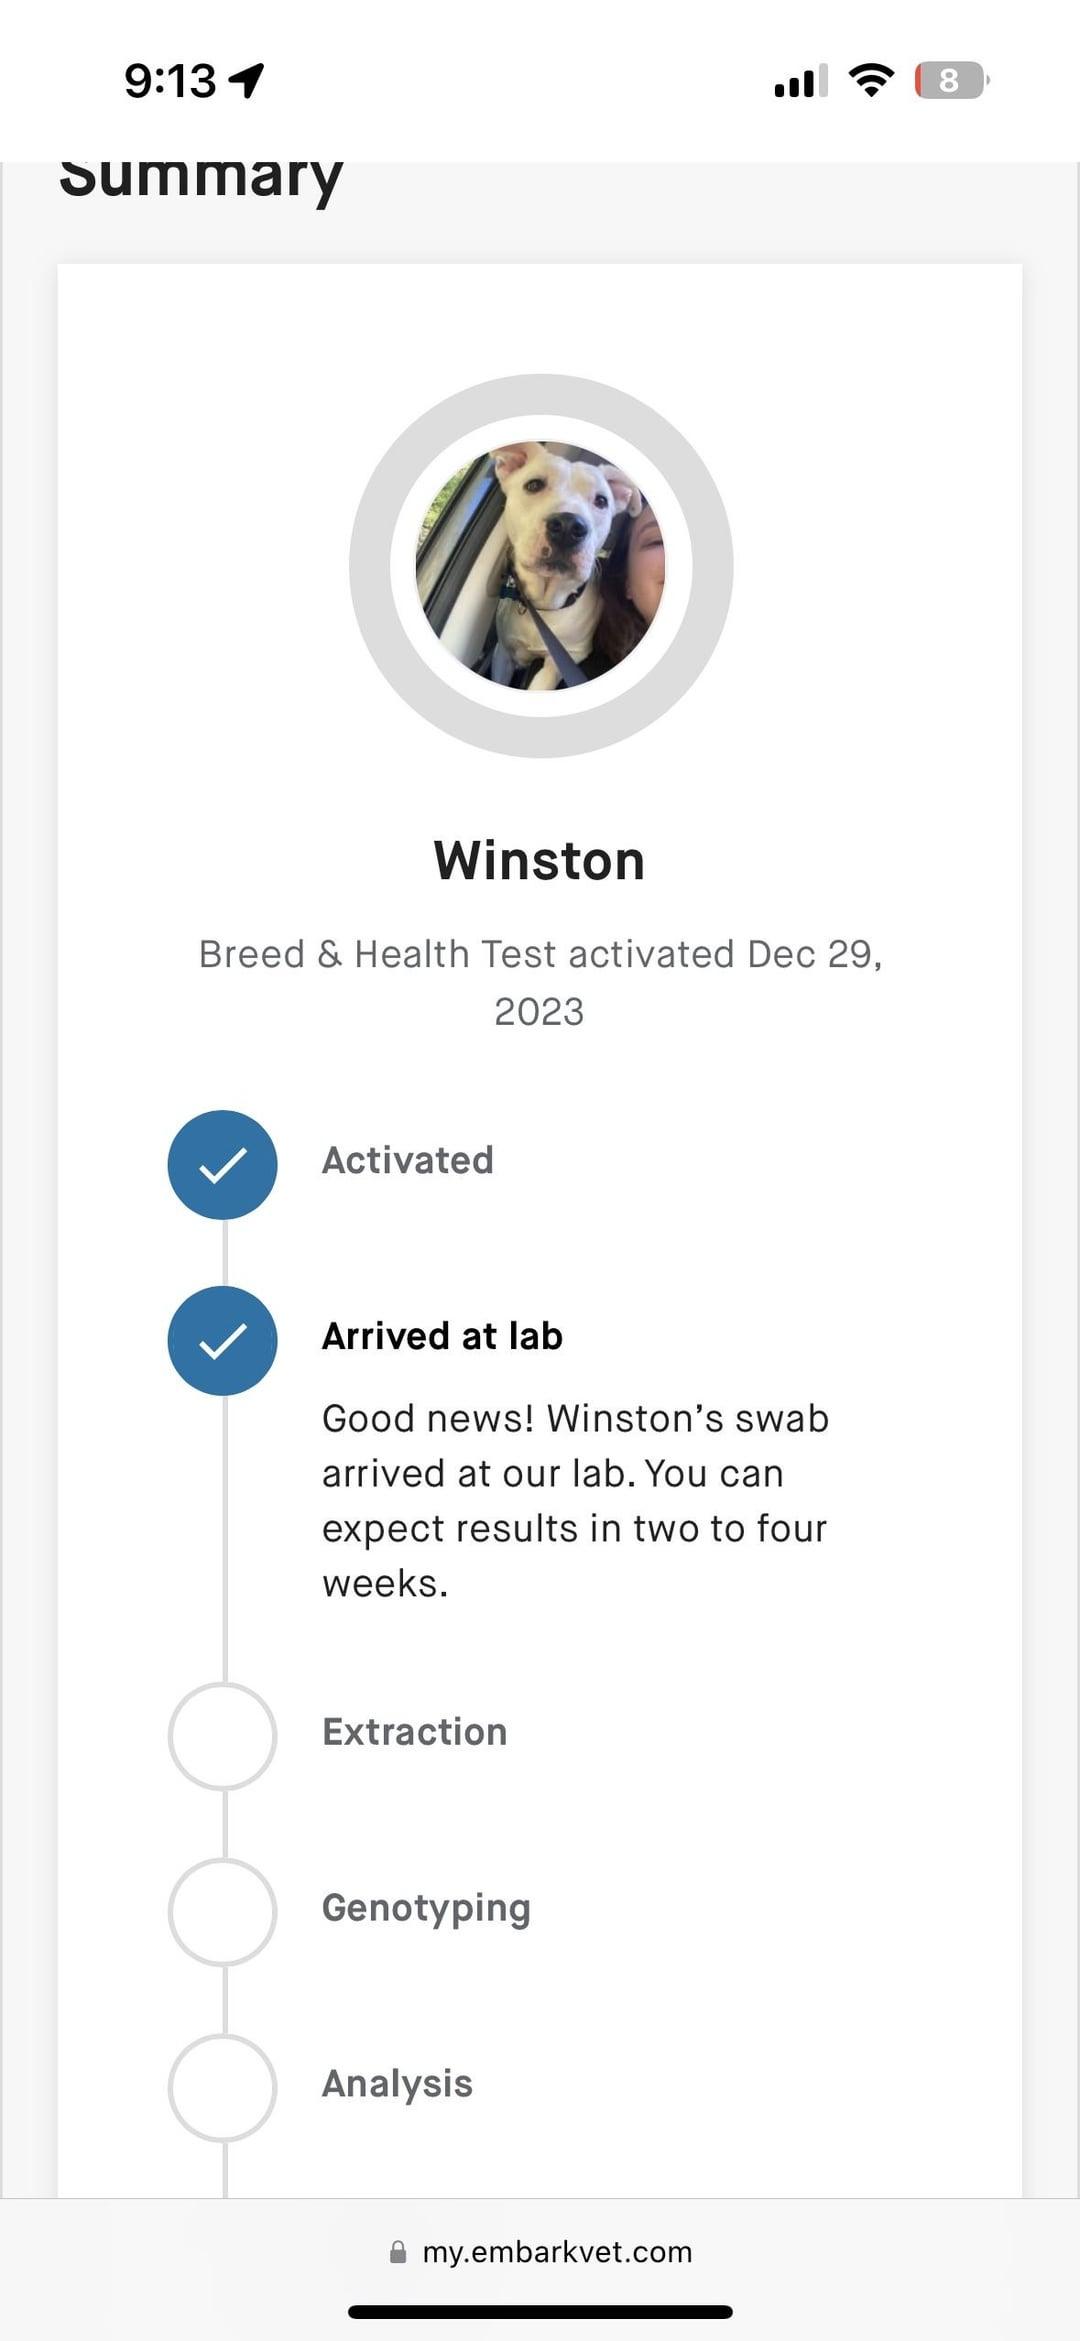 9:13
8
Summary
Winston
Breed & Health Test activated Dec 29,
2023
Activated
Arrived at lab
Good news! Winston’s swab
arrived at our lab. You can
expect results in two to four
weeks.
Extraction
Genotyping
Analysis
my.embarkvet.com